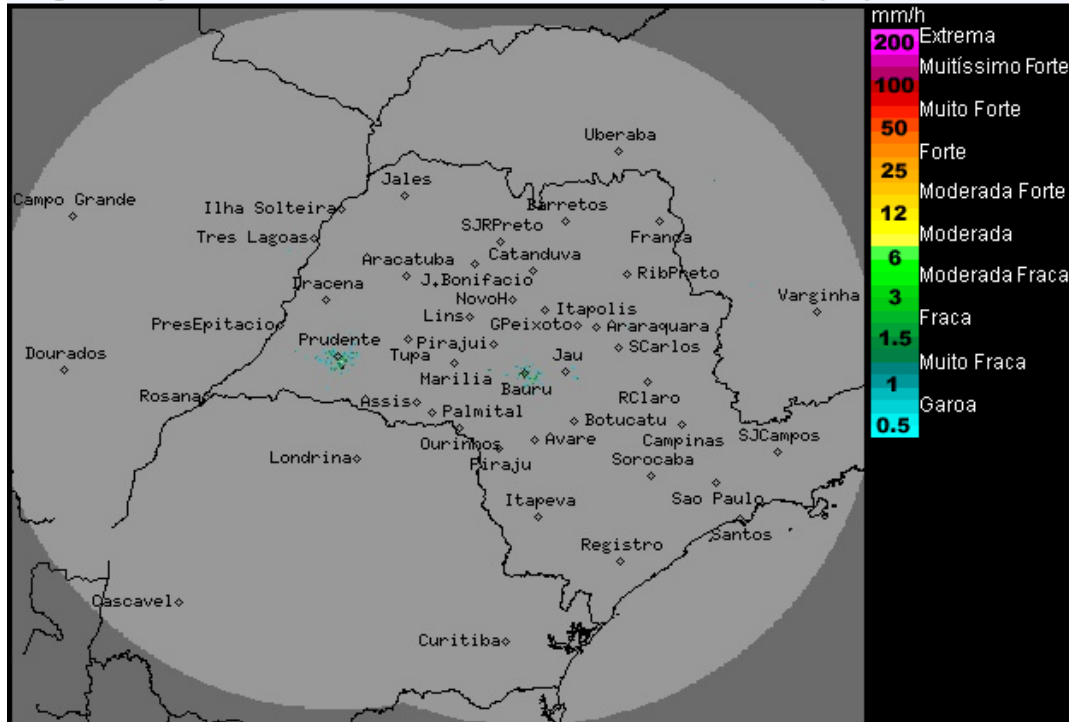 mm/h
200 Extrema
Muitíssimo Forte
100
Muito Forte
50
Forte
25
Moderada Forte
12
Moderada
6
Moderada Fraca
3
Fraca
1.5
Muito Fraca
1
Garoa
0.5
Uberaba
Jales
Campo Grande
Ilha Solteira
Barretos
SJRPreto
Franca
Tres Lagoas
Aracatuba
Catanduva
J.Bonifacio
RibPreto
Dracena
NovoH
Varginha
Itapolis
Lins
PresEpitacio
GPeixoto
Araraquara
Prudente
Pirajui
SCarlos
Dourados
Tupa
Jau
Marilia
Bauru
Rosana
Assis
RClaro
Palmital
Botucatu
Ourinhos
Avare
Campinas
SJCampos
Londrina
Piraju
Sorocaba
Itapeva
Sao Paulo
Santos
Registro
Cascavel
Curitiba